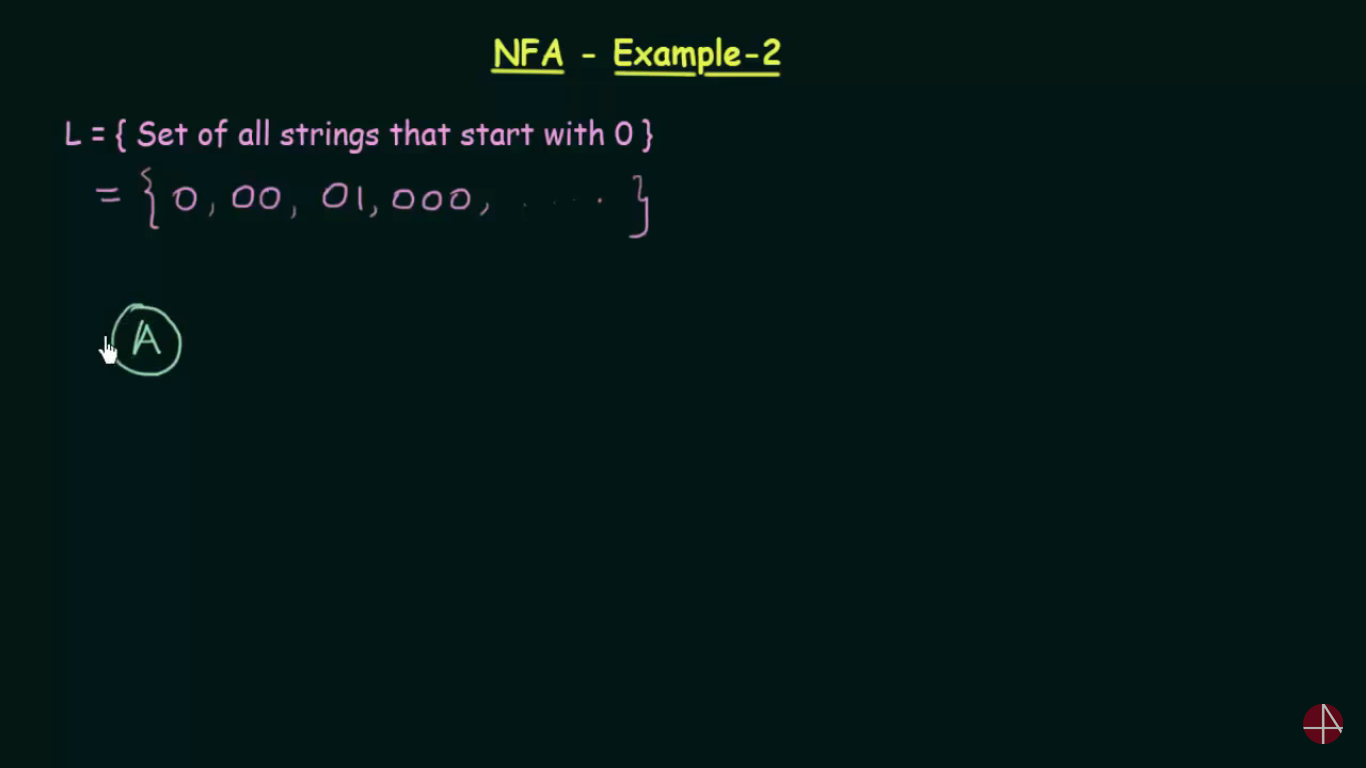 NFA - Example-2
L = { Set of all strings that start with 0 }
= { 0, 00, 01, 000, ..... }
A